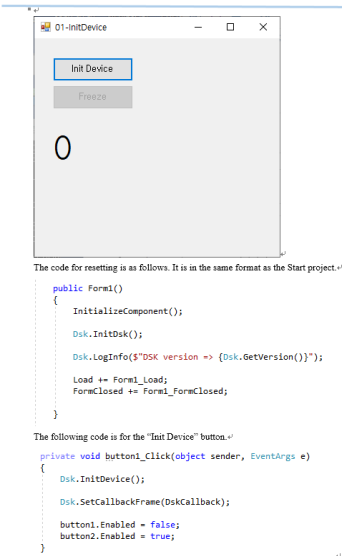 01-InitDevice
Init Device
Freeze
0
The code for resetting is as follows. It is in the same format as the Start project.
public Form1()
{
InitializeComponent();
Dsk.InitDsk();
Dsk.LogInfo($"DSK version => {Dsk.GetVersion()}");
Load += Form1_Load;
FormClosed += Form1_FormClosed;
}
The following code is for the “Init Device” button.
private void button1_Click(object sender, EventArgs e)
{
Dsk.InitDevice();
Dsk.SetCallbackFrame(DskCallback);
button1.Enabled = false;
button2.Enabled = true;
}